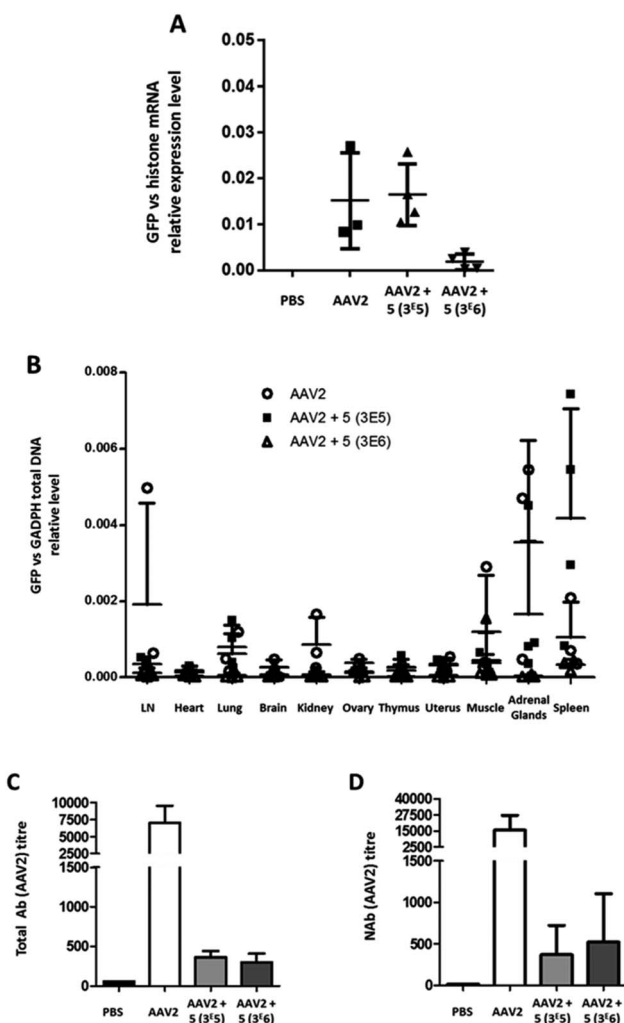 A
0.05
0.04
0.03
0.02
0.01
0.00
GFP vs histone mRNA
relative expression level
PBS
AAV2
AAV2 +
5 (3ᴱ5)
AAV2 +
5 (3ᴱ6)
B
0.008
0.006
0.004
0.002
0.000
GFP vs GADPH total DNA
relative level
AAV2
AAV2 + 5 (3E5)
AAV2 + 5 (3E6)
LN
Heart
Lung
Brain
Kidney
Ovary
Thymus
Uterus
Muscle
Adrenal
Glands
Spleen
C
10000
7500
5000
2500
1500
1000
500
0
Total Ab (AAV2) titre
PBS
AAV2
AAV2 +
5 (3ᴱ5)
AAV2 +
5 (3ᴱ6)
D
40000
27500
15000
2500
1500
1000
500
0
NAb (AAV2) titre
PBS
AAV2
AAV2 +
5 (3ᴱ5)
AAV2 +
5 (3ᴱ6)